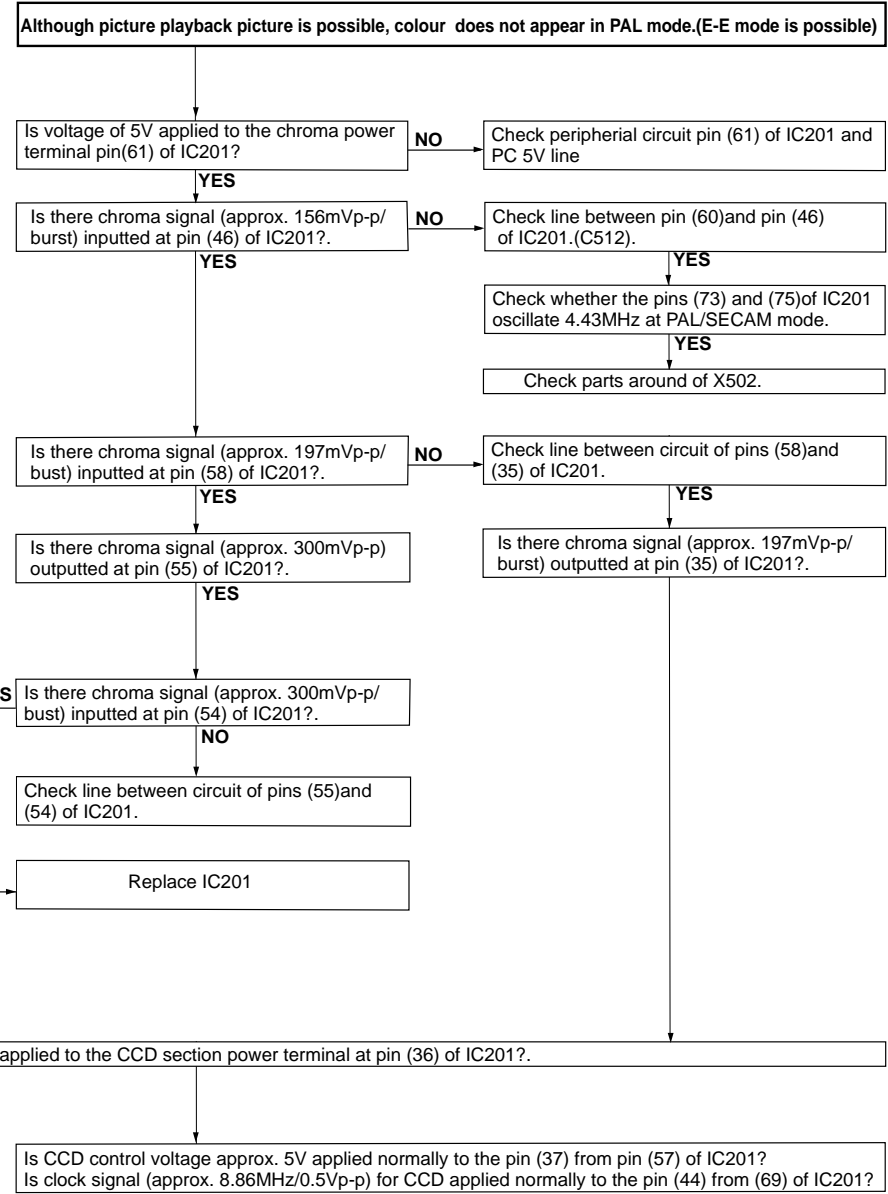 Although picture playback picture is possible, colour does not appear in PAL mode.(E-E mode is possible)
Is voltage of 5V applied to the chroma power
terminal pin(61) of IC201?
NO
Check peripherial circuit pin (61) of IC201 and
PC 5V line
YES
Is there chroma signal (approx. 156mVp-p/
burst) inputted at pin (46) of IC201?.
NO
Check line between pin (60)and pin (46)
of IC201.(C512).
YES
YES
Check whether the pins (73) and (75)of IC201
oscillate 4.43MHz at PAL/SECAM mode.
YES
Check parts around of X502.
Is there chroma signal (approx. 197mVp-p/
bust) inputted at pin (58) of IC201?.
NO
Check line between circuit of pins (58)and
(35) of IC201.
YES
YES
Is there chroma signal (approx. 300mVp-p)
outputted at pin (55) of IC201?.
Is there chroma signal (approx. 197mVp-p/
burst) outputted at pin (35) of IC201?.
YES
S
Is there chroma signal (approx. 300mVp-p/
bust) inputted at pin (54) of IC201?.
NO
Check line between circuit of pins (55)and
(54) of IC201.
Replace IC201
applied to the CCD section power terminal at pin (36) of IC201?.
Is CCD control voltage approx. 5V applied normally to the pin (37) from pin (57) of IC201?
Is clock signal (approx. 8.86MHz/0.5Vp-p) for CCD applied normally to the pin (44) from (69) of IC201?